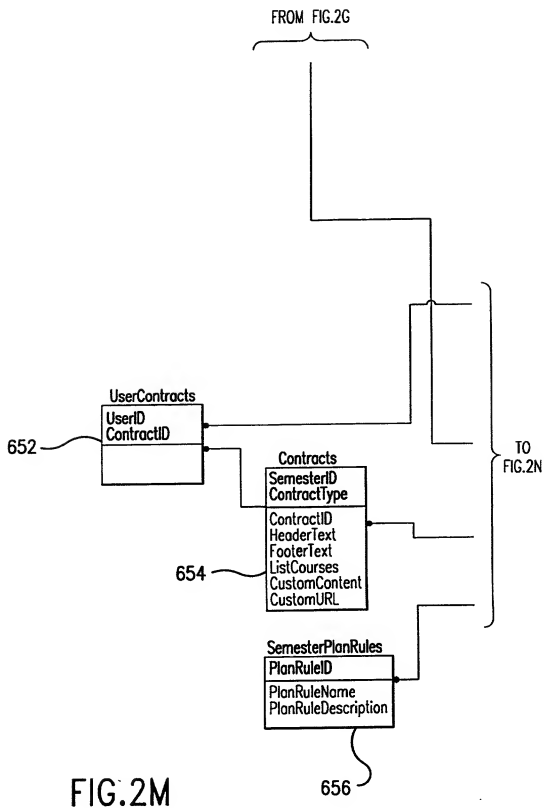 FROM FIG.2G
UserContracts
UserID
ContractID
652
Contracts
SemesterID
ContractType
ContractID
HeaderText
FooterText
ListCourses
CustomContent
CustomURL
654
TO
FIG.2N
SemesterPlanRules
PlanRuleID
PlanRuleName
PlanRuleDescription
656
FIG.2M